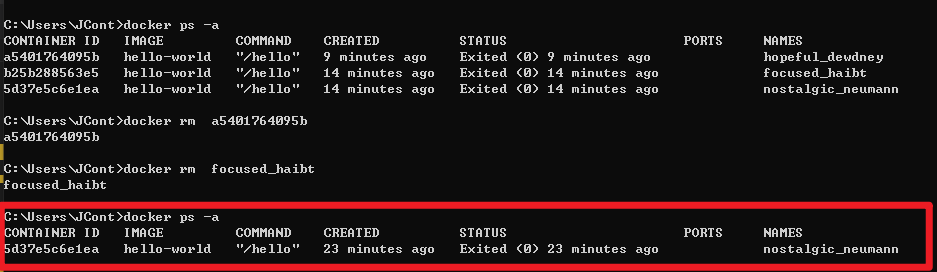 C:\Users\JCont>docker ps -a
CONTAINER ID IMAGE COMMAND CREATED STATUS PORTS NAMES
a5401764095b hello-world "/hello" 9 minutes ago Exited (0) 9 minutes ago hopeful_dewdney
b25b288563e5 hello-world "/hello" 14 minutes ago Exited (0) 14 minutes ago focused_haibt
5d37e5c6e1ea hello-world "/hello" 14 minutes ago Exited (0) 14 minutes ago nostalgic_neumann
C:\Users\JCont>docker rm  a5401764095b
a5401764095b
C:\Users\JCont>docker rm  focused_haibt
focused_haibt
C:\Users\JCont>docker ps -a
CONTAINER ID IMAGE COMMAND CREATED STATUS PORTS NAMES
5d37e5c6e1ea hello-world "/hello" 23 minutes ago Exited (0) 23 minutes ago nostalgic_neumann